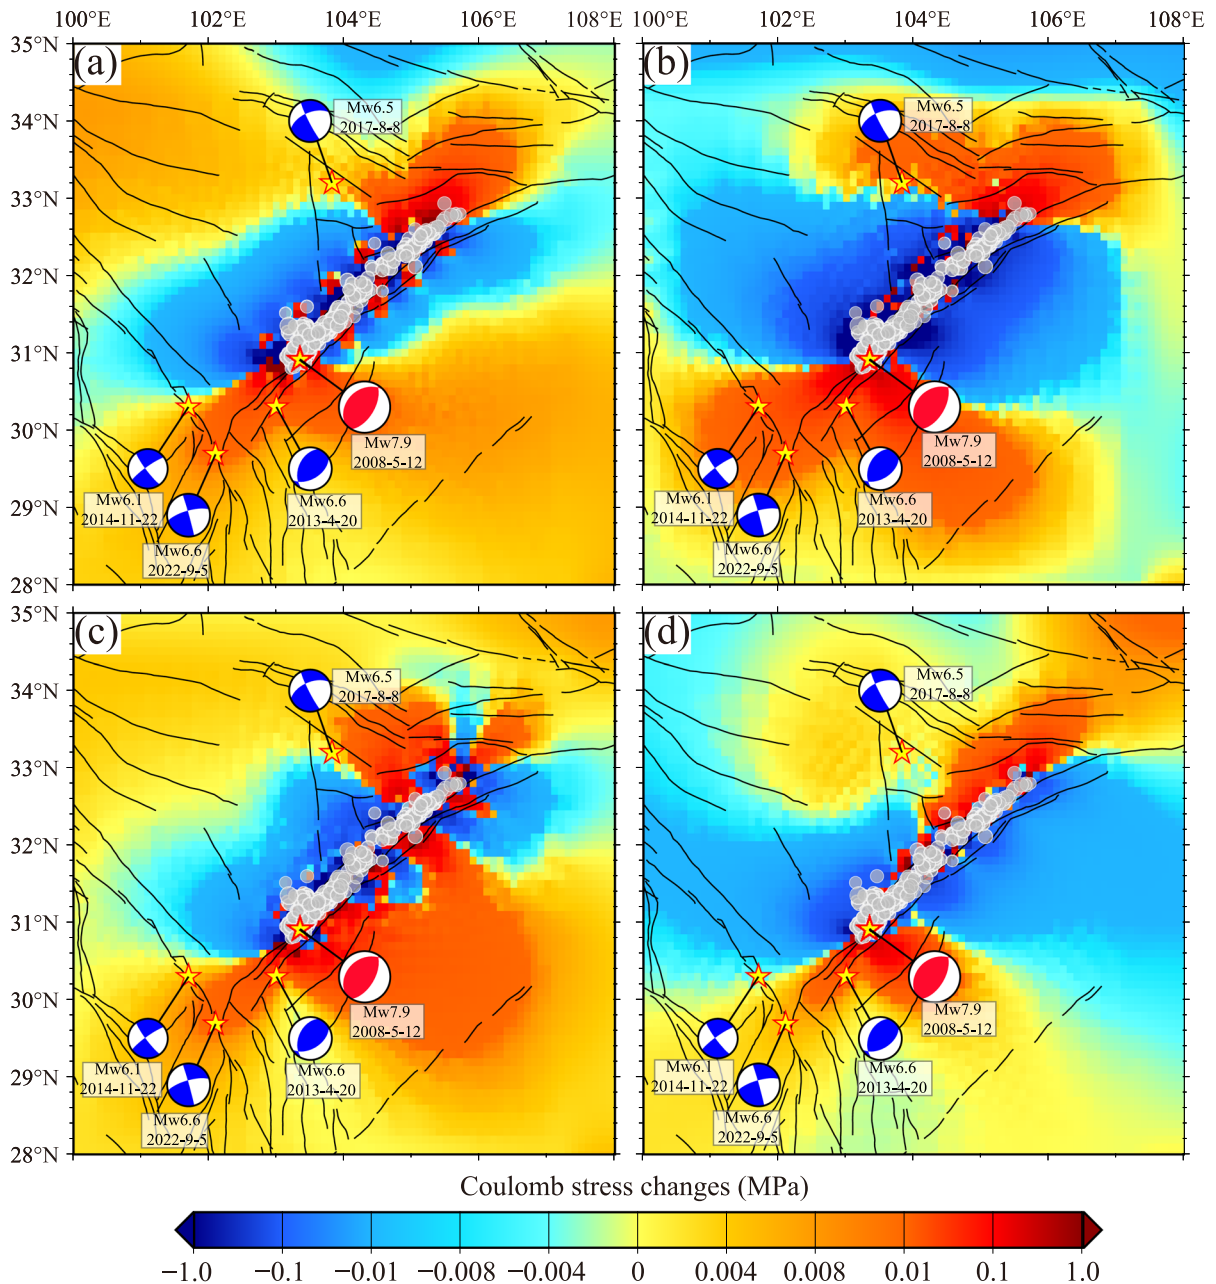 100°E 102°E 104°E 106°E 108°E 100°E 102°E 104°E 106°E 108°E
35°N
(a)
(b)
Mw6.5
2017-8-8
Mw6.5
2017-8-8
34°N
33°N
32°N
31°N
30°N
Mw7.9
2008-5-12
Mw7.9
2008-5-12
29°N
Mw6.1
2014-11-22
Mw6.6
2013-4-20
Mw6.1
2014-11-22
Mw6.6
2013-4-20
Mw6.6
2022-9-5
Mw6.6
2022-9-5
28°N
35°N
(c)
(d)
Mw6.5
2017-8-8
Mw6.5
2017-8-8
34°N
33°N
32°N
31°N
30°N
Mw7.9
2008-5-12
Mw7.9
2008-5-12
29°N
Mw6.1
2014-11-22
Mw6.6
2013-4-20
Mw6.1
2014-11-22
Mw6.6
2013-4-20
Mw6.6
2022-9-5
Mw6.6
2022-9-5
28°N
Coulomb stress changes (MPa)
−1.0 −0.1 −0.01 −0.008 −0.004 0 0.004 0.008 0.01 0.1 1.0